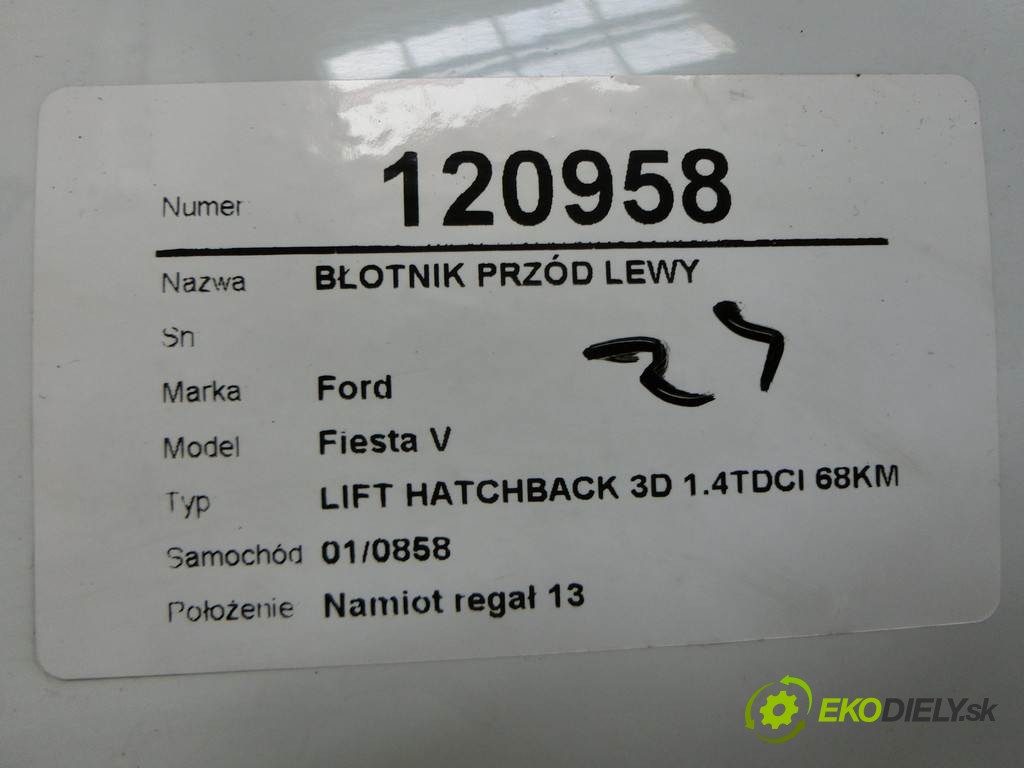 Numer 120958
Nazwa BŁOTNIK PRZÓD LEWY
Sn
Marka Ford
Model Fiesta V
Typ LIFT HATCHBACK 3D 1.4TDCI 68KM
Samochód 01/0858
Położenie Namiot regał 13
EKODIELY.sk